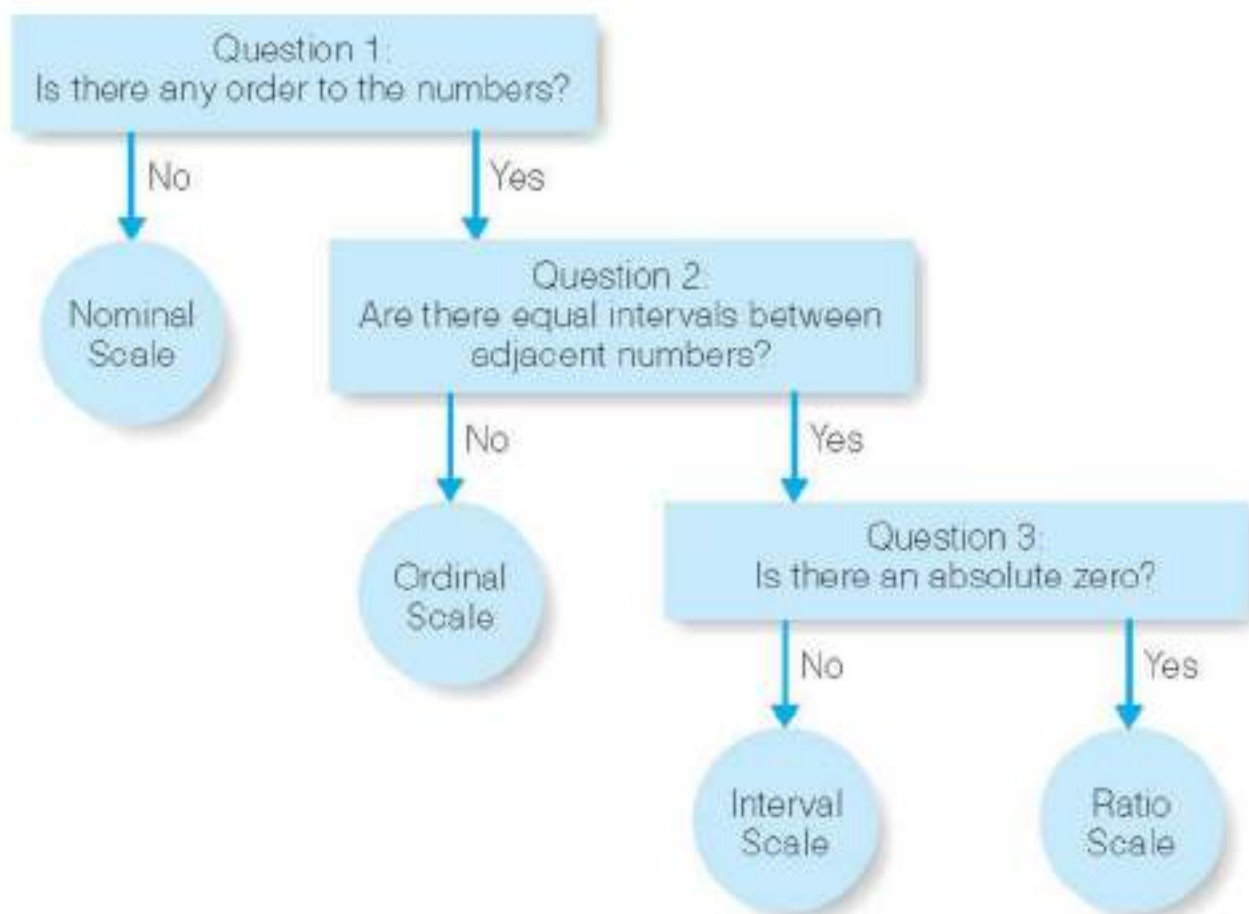 Question 1:
Is there any order to the numbers?
No
Yes
Nominal
Scale
Question 2:
Are there equal intervals between
adjacent numbers?
No
Yes
Ordinal
Scale
Question 3:
Is there an absolute zero?
No
Yes
Interval
Scale
Ratio
Scale